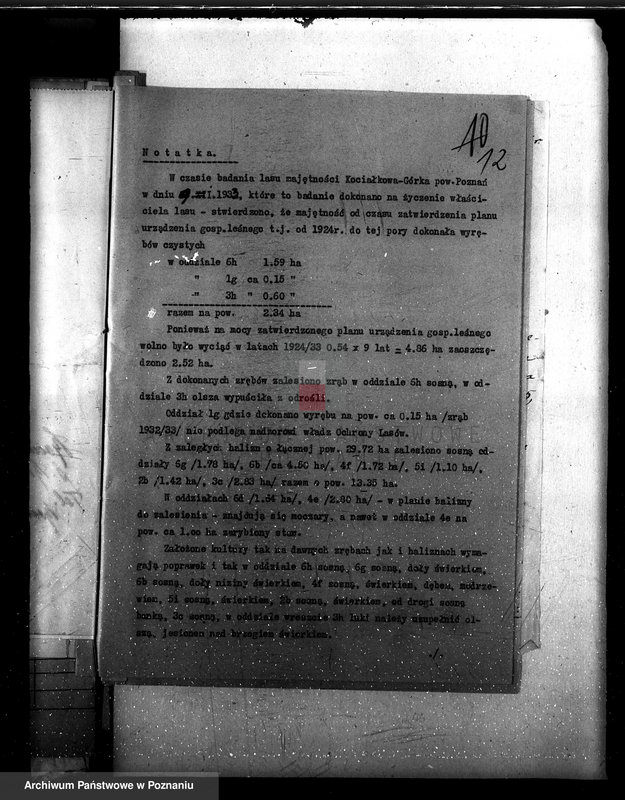 10
12
N o t a t k a.
W czasie badania lasu majętności Kociałkowa-Górka pow.Poznań
w dniu 9. II.1933, które to badanie dokonano na życzenie właści-
ciela lasu - stwierdzono, że majętność od czasu zatwierdzenia planu
urządzenia gosp.leśnego t.j. od 1924r. do tej pory dokonała wyrę-
bów czystych
w oddziale 6h 1.59 ha
" 1g ca 0.15 "
" 3h " 0.60 "
razem na pow. 2.34 ha
Ponieważ na mocy zatwierdzonego planu urządzenia gosp.leśnego
wolno było wyciąć w latach 1924/33 0.54 x 9 lat = 4.86 ha zaoszczę-
dzono 2.52 ha.
Z dokonanych zrębów zalesiono zrąb w oddziale 6h sosną, w od-
dziale 3h olsza wypuściła z odrośli.
Oddział 1g gdzie dokonano wyrębu na pow. ca 0.15 ha /zrąb
1932/33/ nie podlega nadzorowi władz Ochrony Lasów.
Z zaległych halizn o łącznej pow. 29.72 ha zalesiono sosną od-
działy 6g /1.78 ha/, 6b /ca 4.50 ha/, 4f /1.72 ha/, 5i /1.10 ha/,
2b /1.42 ha/, 3c /2.83 ha/ razem o pow. 13.35 ha.
W oddziałach 6d /1.64 ha/, 4e /2.80 ha/ - w planie halizny
do zalesienia - znajdują się moczary, a nawet w oddziale 4e na
pow. ca 1.oo ha zarybiony staw.
Założone kultury tak na dawnych zrębach jak i haliznach wyma-
gają poprawek i tak w oddziale 6h sosną, 6g sosną, doły świerkiem,
6b sosną, doły niziny świerkiem, 4f sosną, świerkiem, dębem, modrze-
wiem, 5i sosną, świerkiem, 2b sosną, świerkiem, od drogi sosną
banką, 3c sosną, w oddziale wreszcie 3h luki należy uzupełnić ol-
szą, jesionem nad brzegiem świerkiem.
./.
Archiwum Państwowe w Poznaniu